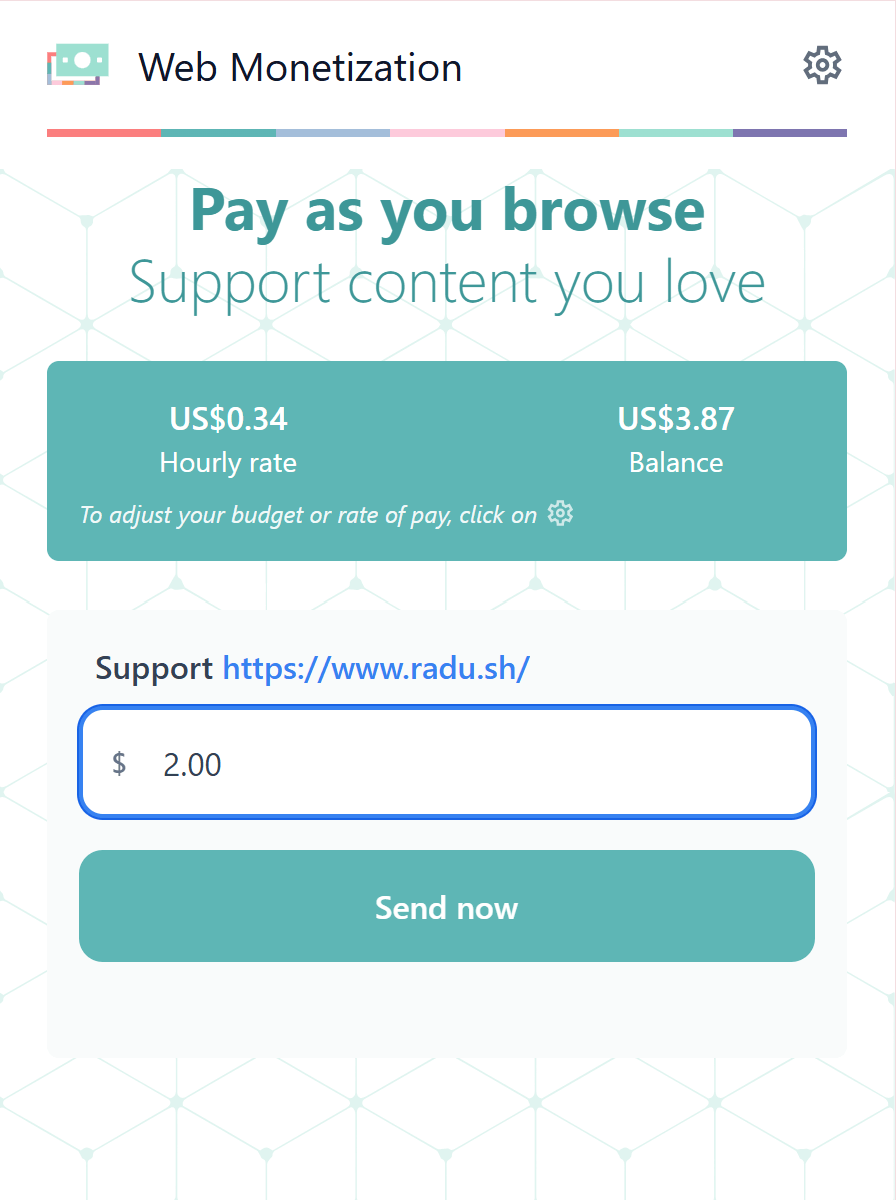 Web Monetization
Pay as you browse
Support content you love
US$0.34 US$3.87
Hourly rate Balance
To adjust your budget or rate of pay, click on
Support https://www.radu.sh/
$ 2.00
Send now